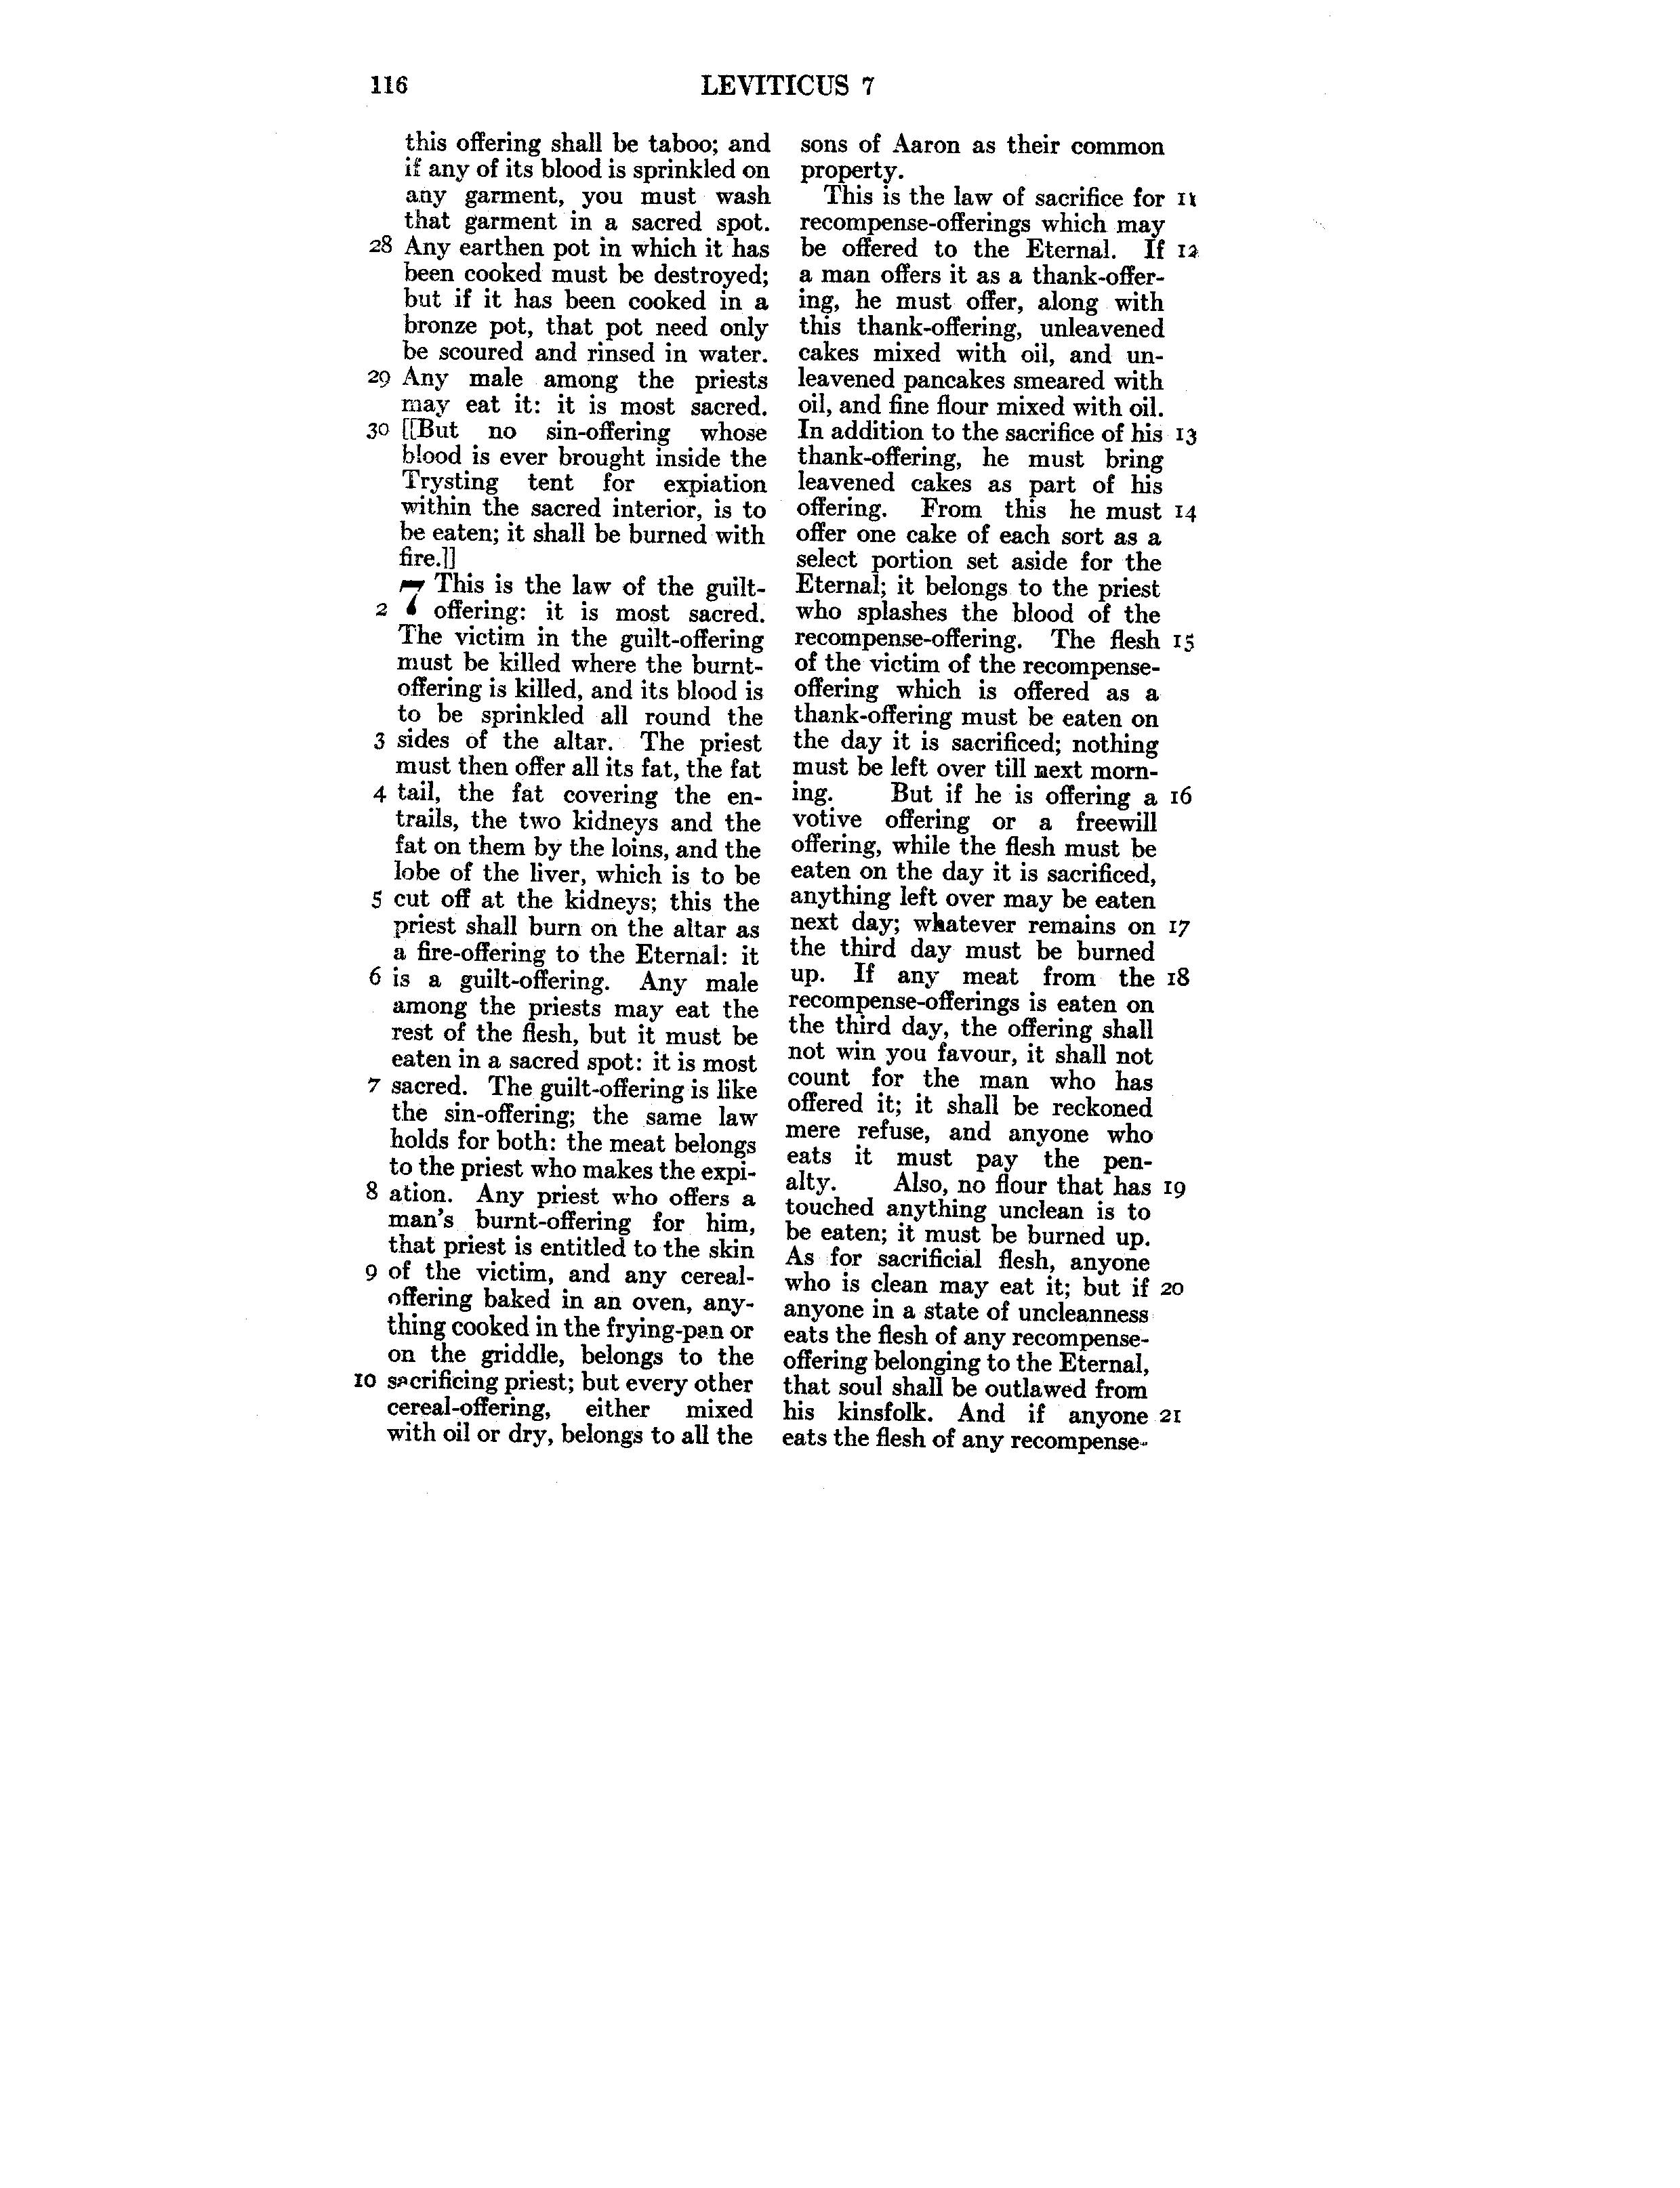 116
LEVITICUS 7
this offering shall be taboo; and
if any of its blood is sprinkled on
any garment, you must wash
that garment in a sacred spot.
28 Any earthen pot in which it has
been cooked must be destroyed;
but if it has been cooked in a
bronze pot, that pot need only
be scoured and rinsed in water.
29 Any male among the priests
may eat it: it is most sacred.
30 [[But no sin-offering whose
blood is ever brought inside the
Trysting tent for expiation
within the sacred interior, is to
be eaten; it shall be burned with
fire.]]
7 This is the law of the guilt-
2 offering: it is most sacred.
The victim in the guilt-offering
must be killed where the burnt-
offering is killed, and its blood is
to be sprinkled all round the
3 sides of the altar. The priest
must then offer all its fat, the fat
4 tail, the fat covering the en-
trails, the two kidneys and the
fat on them by the loins, and the
lobe of the liver, which is to be
5 cut off at the kidneys; this the
priest shall burn on the altar as
a fire-offering to the Eternal: it
6 is a guilt-offering. Any male
among the priests may eat the
rest of the flesh, but it must be
eaten in a sacred spot: it is most
7 sacred. The guilt-offering is like
the sin-offering; the same law
holds for both: the meat belongs
to the priest who makes the expi-
8 ation. Any priest who offers a
man's burnt-offering for him,
that priest is entitled to the skin
9 of the victim, and any cereal-
offering baked in an oven, any-
thing cooked in the frying-pan or
on the griddle, belongs to the
10 sacrificing priest; but every other
cereal-offering, either mixed
with oil or dry, belongs to all the
sons of Aaron as their common
property.
This is the law of sacrifice for 11
recompense-offerings which may
be offered to the Eternal. If 12
a man offers it as a thank-offer-
ing, he must offer, along with
this thank-offering, unleavened
cakes mixed with oil, and un-
leavened pancakes smeared with
oil, and fine flour mixed with oil.
In addition to the sacrifice of his 13
thank-offering, he must bring
leavened cakes as part of his
offering. From this he must 14
offer one cake of each sort as a
select portion set aside for the
Eternal; it belongs to the priest
who splashes the blood of the
recompense-offering. The flesh 15
of the victim of the recompense-
offering which is offered as a
thank-offering must be eaten on
the day it is sacrificed; nothing
must be left over till next morn-
ing. But if he is offering a 16
votive offering or a freewill
offering, while the flesh must be
eaten on the day it is sacrificed,
anything left over may be eaten
next day; whatever remains on 17
the third day must be burned
up. If any meat from the 18
recompense-offerings is eaten on
the third day, the offering shall
not win you favour, it shall not
count for the man who has
offered it; it shall be reckoned
mere refuse, and anyone who
eats it must pay the pen-
alty. Also, no flour that has 19
touched anything unclean is to
be eaten; it must be burned up.
As for sacrificial flesh, anyone
who is clean may eat it; but if 20
anyone in a state of uncleanness
eats the flesh of any recompense-
offering belonging to the Eternal,
that soul shall be outlawed from
his kinsfolk. And if anyone 21
eats the flesh of any recompense-